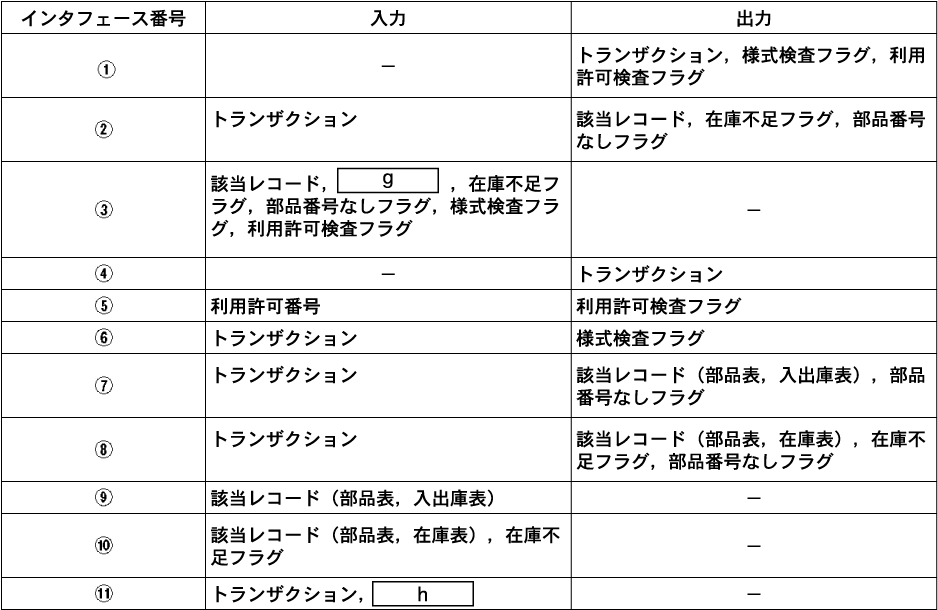 インタフェース番号 入力 出力
① － トランザクション，様式検査フラグ，利用
許可検査フラグ
② トランザクション 該当レコード，在庫不足フラグ，部品番号
なしフラグ
③ 該当レコード， g ，在庫不足フ －
ラグ，部品番号なしフラグ，様式検査フラ
グ，利用許可検査フラグ
④ － トランザクション
⑤ 利用許可番号 利用許可検査フラグ
⑥ トランザクション 様式検査フラグ
⑦ トランザクション 該当レコード（部品表，入出庫表），部品
番号なしフラグ
⑧ トランザクション 該当レコード（部品表，在庫表），在庫不
足フラグ，部品番号なしフラグ
⑨ 該当レコード（部品表，入出庫表） －
⑩ 該当レコード（部品表，在庫表），在庫不 －
足フラグ
⑪ トランザクション， h －